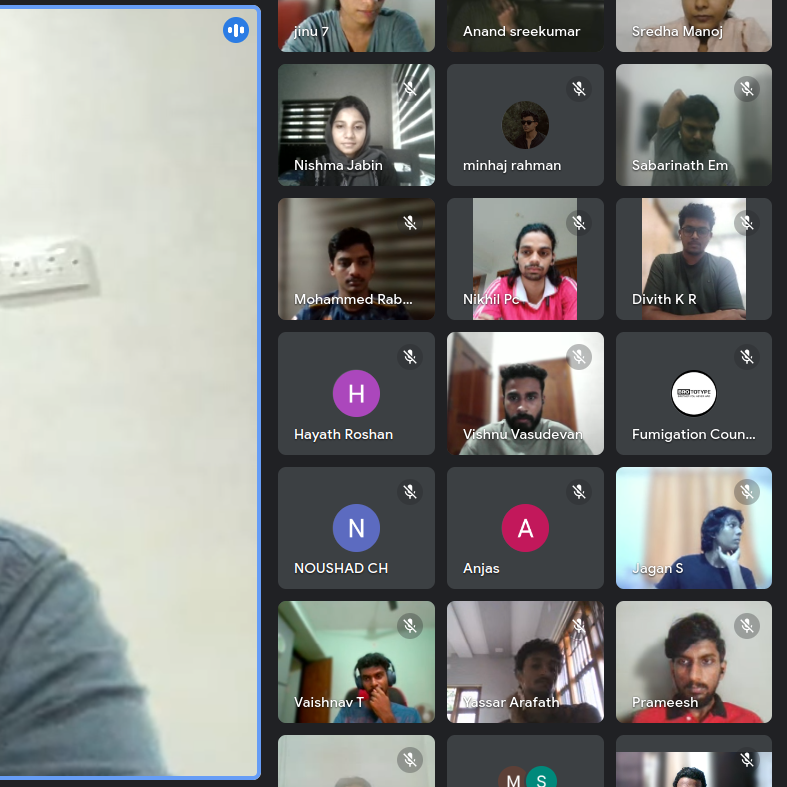 jinu 7
Anand sreekumar
Sredha Manoj
Nishma Jabin
minhaj rahman
Sabarinath Em
Mohammed Rab...
Nikhil Pc
Divith K R
H
Hayath Roshan
Vishnu Vasudevan
Fumigation Coun...
N
NOUSHAD CH
A
Anjas
Jagan S
Vaishnav T
Yassar Arafath
Prameesh
M
S